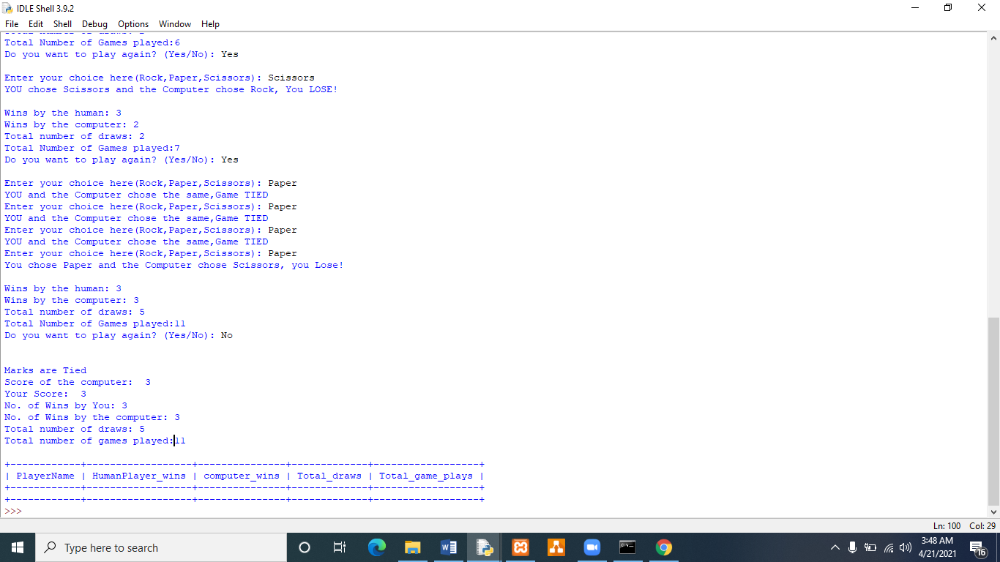 IDLE Shell 3.9.2
File Edit Shell Debug Options Window Help
Total Number of Games played:6
Do you want to play again? (Yes/No): Yes
Enter your choice here(Rock,Paper,Scissors): Scissors
YOU chose Scissors and the Computer chose Rock, You LOSE!
Wins by the human: 3
Wins by the computer: 2
Total number of draws: 2
Total Number of Games played:7
Do you want to play again? (Yes/No): Yes
Enter your choice here(Rock,Paper,Scissors): Paper
YOU and the Computer chose the same,Game TIED
Enter your choice here(Rock,Paper,Scissors): Paper
YOU and the Computer chose the same,Game TIED
Enter your choice here(Rock,Paper,Scissors): Paper
YOU and the Computer chose the same,Game TIED
Enter your choice here(Rock,Paper,Scissors): Paper
You chose Paper and the Computer chose Scissors, you Lose!
Wins by the human: 3
Wins by the computer: 3
Total number of draws: 5
Total Number of Games played:11
Do you want to play again? (Yes/No): No
Marks are Tied
Score of the computer:  3
Your Score:  3
No. of Wins by You: 3
No. of Wins by the computer: 3
Total number of draws: 5
Total number of games played:11
+------------+------------------+---------------+-------------+------------------+
| PlayerName | HumanPlayer_wins | computer_wins | Total_draws | Total_game_plays |
+------------+------------------+---------------+-------------+------------------+
+------------+------------------+---------------+-------------+------------------+
>>>
Ln: 100 Col: 29
Type here to search
3:48 AM
4/21/2021
16